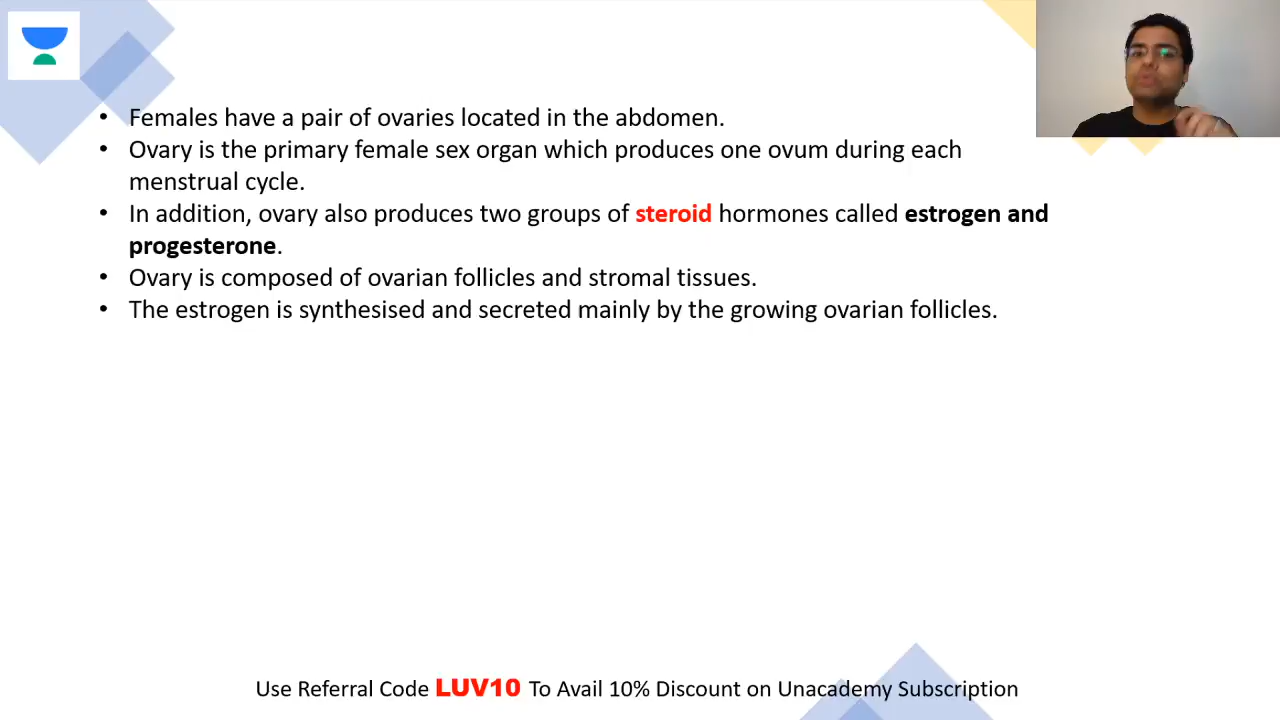 • Females have a pair of ovaries located in the abdomen.
• Ovary is the primary female sex organ which produces one ovum during each
menstrual cycle.
• In addition, ovary also produces two groups of steroid hormones called estrogen and
progesterone.
• Ovary is composed of ovarian follicles and stromal tissues.
• The estrogen is synthesised and secreted mainly by the growing ovarian follicles.
Use Referral Code LUV10 To Avail 10% Discount on Unacademy Subscription